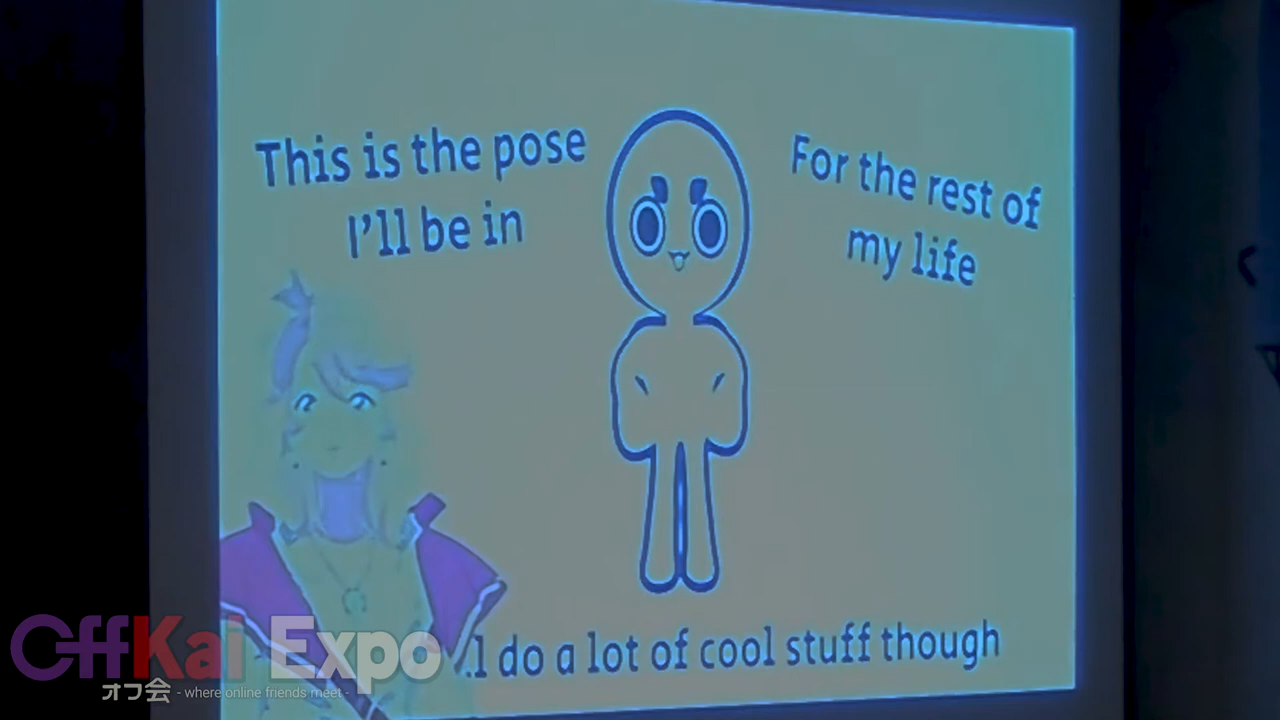 This is the pose
I'll be in
For the rest of
my life
I do a lot of cool stuff though
OffKai Expo
オフ会 - where online friends meet -